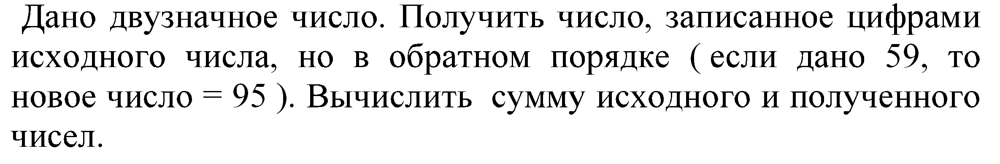 Дано двузначное число. Получить число, записанное цифрами
исходного числа, но в обратном порядке ( если дано 59, то
новое число = 95 ). Вычислить сумму исходного и полученного
чисел.